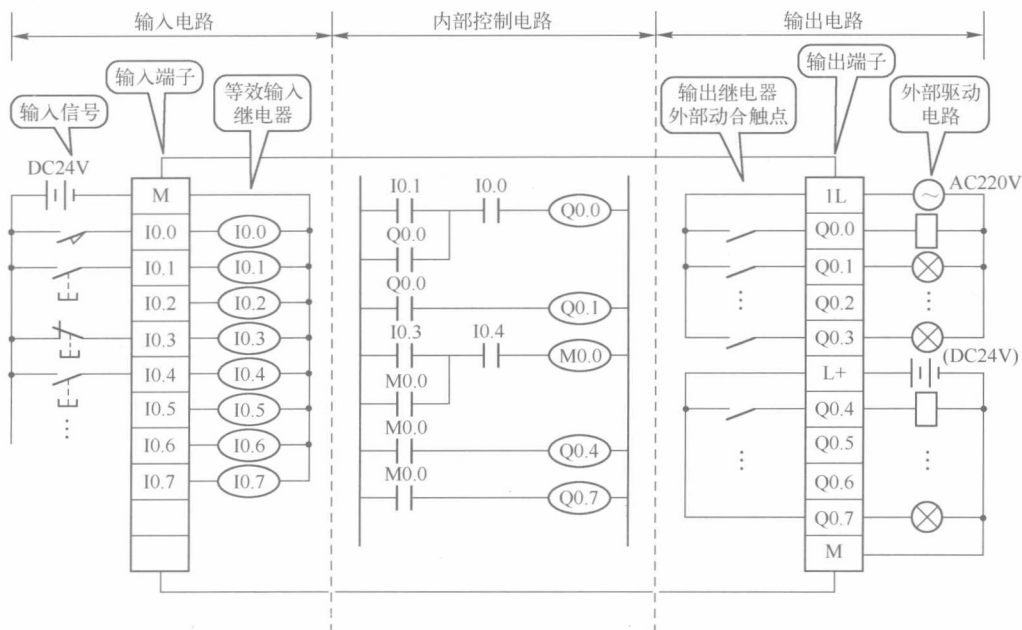 输入电路
内部控制电路
输出电路
输入信号
输入端子
等效输入
继电器
输出继电器
外部动合触点
输出端子
外部驱动
电路
DC24V
M
I0.0
I0.1
I0.2
I0.3
I0.4
I0.5
I0.6
I0.7
I0.0
I0.1
I0.2
I0.3
I0.4
I0.5
I0.6
I0.7
I0.1 I0.0
Q0.0
Q0.0
Q0.0
Q0.1
I0.3 I0.4
M0.0
M0.0
M0.0
Q0.4
M0.0
Q0.7
1L
Q0.0
Q0.1
Q0.2
Q0.3
L+
Q0.4
Q0.5
Q0.6
Q0.7
M
AC220V
(DC24V)